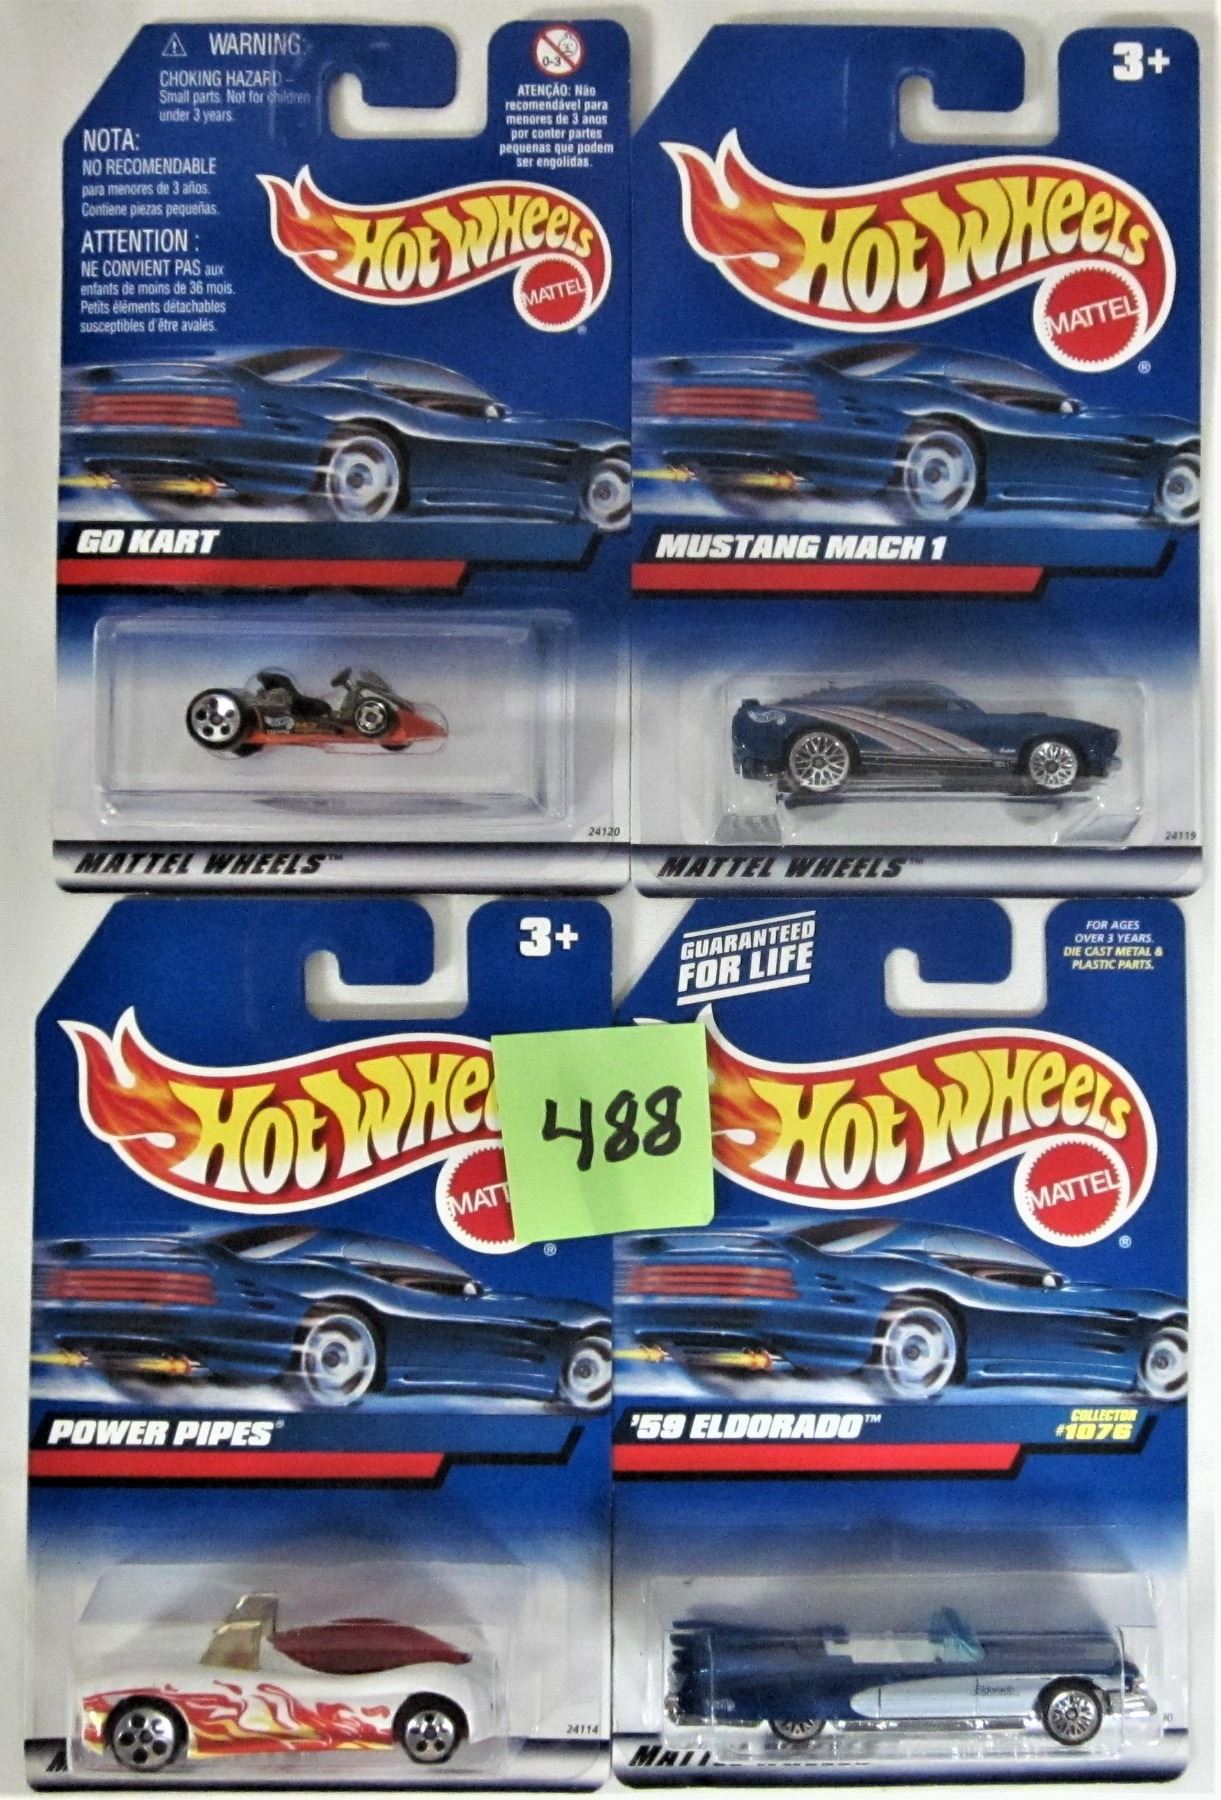 WARNING:
CHOKING HAZARD –
Small parts. Not for children
under 3 years.
NOTA:
NO RECOMENDABLE
para menores de 3 años.
Contiene piezas pequeñas.
ATTENTION :
NE CONVIENT PAS aux
enfants de moins de 36 mois.
Petits éléments détachables
susceptibles d'être avalés.
0-3
ATENÇÃO: Não
recomendável para
menores de 3 anos
por conter partes
pequenas que podem
ser engolidas.
HOT WHEELS
MATTEL
®
GO KART
24120
MATTEL WHEELS™
3+
HOT WHEELS
MATTEL
®
MUSTANG MACH 1
24119
MATTEL WHEELS™
3+
HOT WHE
MATT
®
POWER PIPES®
24114
M
488
GUARANTEED
FOR LIFE
FOR AGES
OVER 3 YEARS.
DIE CAST METAL &
PLASTIC PARTS.
HOT WHEELS
MATTEL
®
'59 ELDORADO™
COLLECTOR
#1076
Eldorado